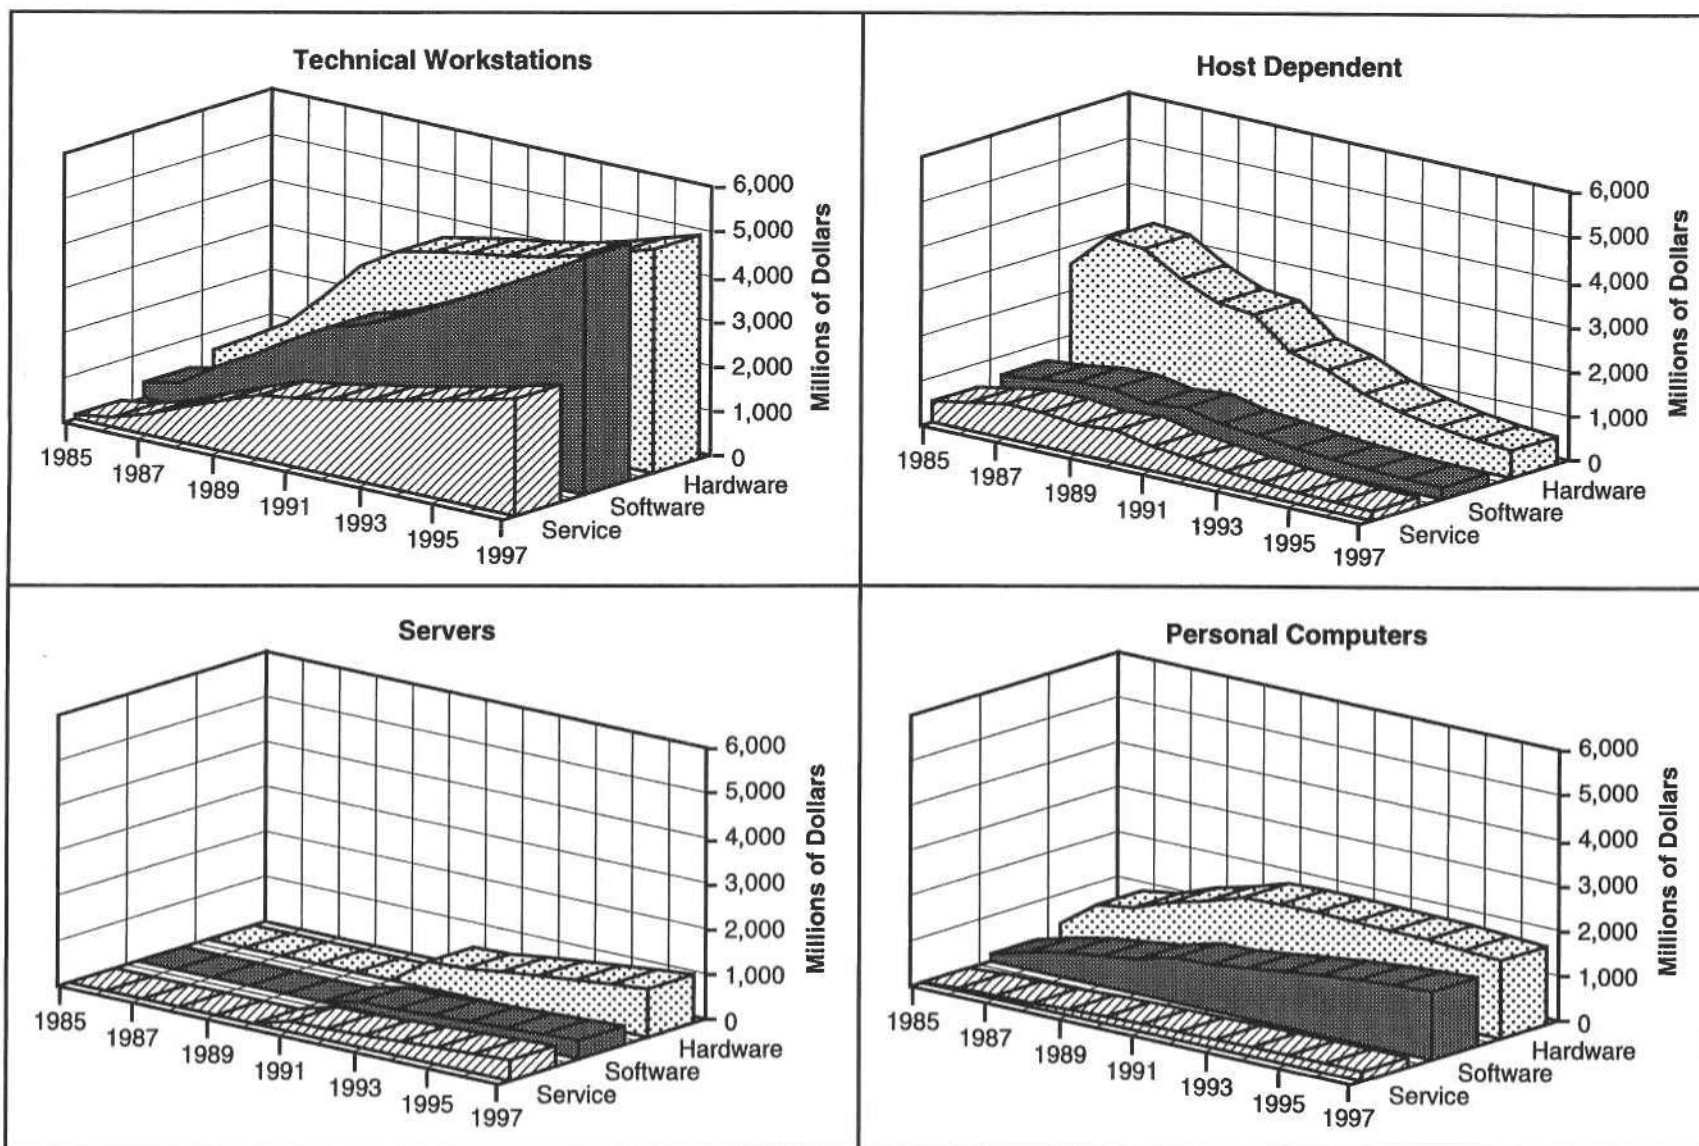 Technical Workstations
6,000
5,000
4,000
3,000
2,000
1,000
0
Millions of Dollars
1985
1987
1989
1991
1993
1995
1997
Hardware
Software
Service
Host Dependent
6,000
5,000
4,000
3,000
2,000
1,000
0
Millions of Dollars
1985
1987
1989
1991
1993
1995
1997
Hardware
Software
Service
Servers
6,000
5,000
4,000
3,000
2,000
1,000
0
Millions of Dollars
1985
1987
1989
1991
1993
1995
1997
Hardware
Software
Service
Personal Computers
6,000
5,000
4,000
3,000
2,000
1,000
0
Millions of Dollars
1985
1987
1989
1991
1993
1995
1997
Hardware
Software
Service